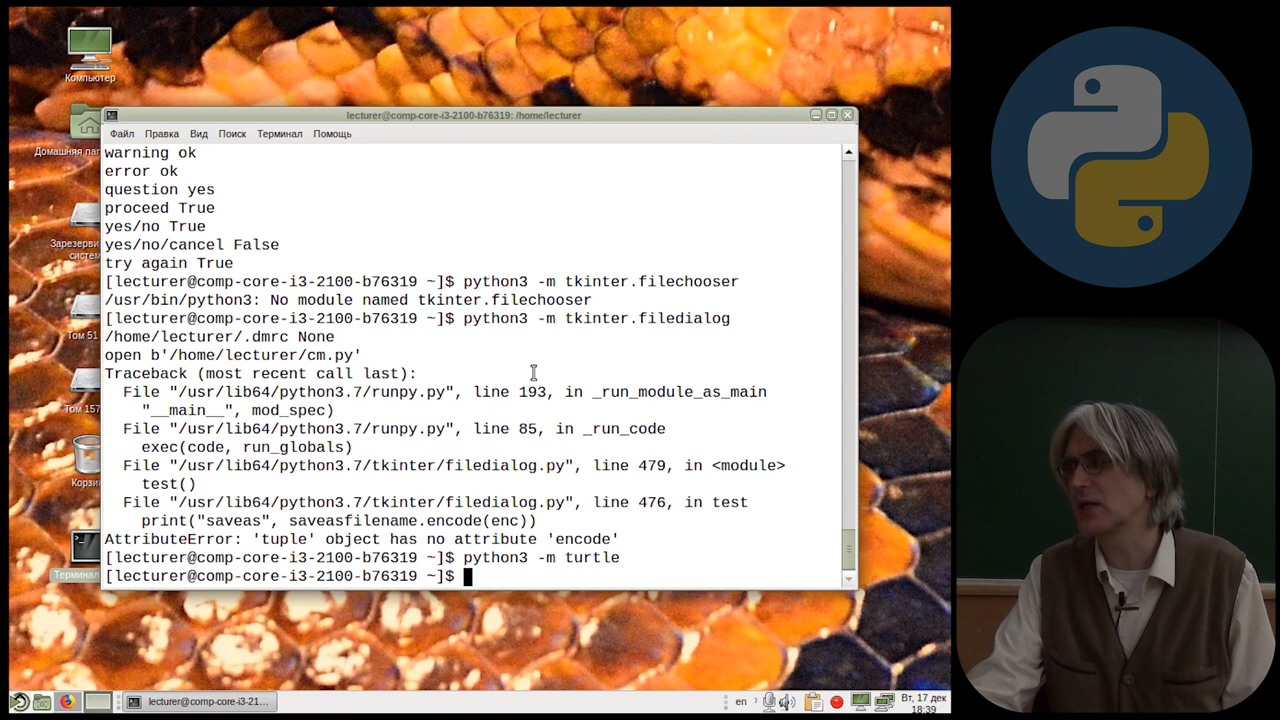 Компьютер
Домашняя пап
Зарезерви
систем
Том 51
Том 157
Корзи
Терминал
lecturer@comp-core-i3-2100-b76319: /home/lecturer
Файл Правка Вид Поиск Терминал Помощь
warning ok
error ok
question yes
proceed True
yes/no True
yes/no/cancel False
try again True
[lecturer@comp-core-i3-2100-b76319 ~]$ python3 -m tkinter.filechooser
/usr/bin/python3: No module named tkinter.filechooser
[lecturer@comp-core-i3-2100-b76319 ~]$ python3 -m tkinter.filedialog
/home/lecturer/.dmrc None
open b'/home/lecturer/cm.py'
Traceback (most recent call last):
File "/usr/lib64/python3.7/runpy.py", line 193, in _run_module_as_main
"__main__", mod_spec)
File "/usr/lib64/python3.7/runpy.py", line 85, in _run_code
exec(code, run_globals)
File "/usr/lib64/python3.7/tkinter/filedialog.py", line 479, in <module>
test()
File "/usr/lib64/python3.7/tkinter/filedialog.py", line 476, in test
print("saveas", saveasfilename.encode(enc))
AttributeError: 'tuple' object has no attribute 'encode'
[lecturer@comp-core-i3-2100-b76319 ~]$ python3 -m turtle
[lecturer@comp-core-i3-2100-b76319 ~]$
lecturer@comp-core-i3-21...
en
Вт, 17 дек
18:39